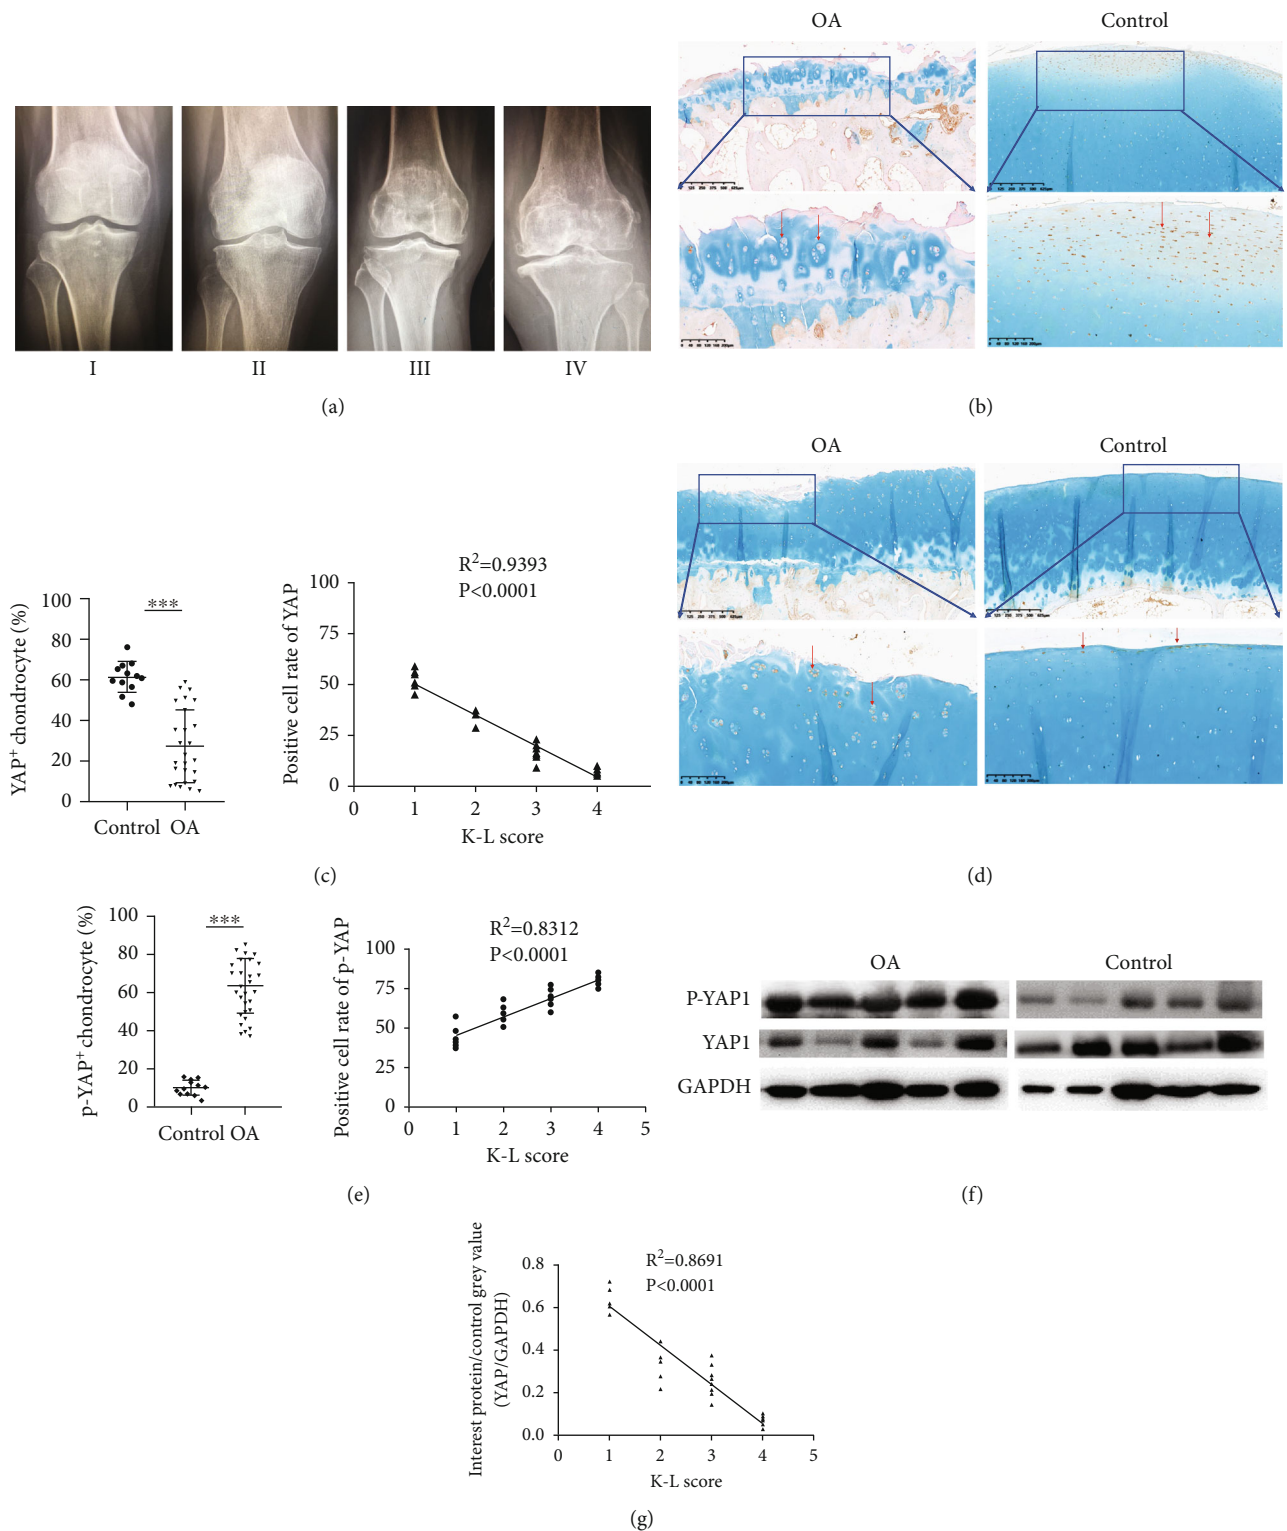 OA Control
I II III IV
(a)
(b)
OA Control
(d)
YAP⁺ chondrocyte (%)
100
80
60
40
20
0
***
Control OA
Positive cell rate of YAP
100
75
50
25
0
R²=0.9393
P<0.0001
0 1 2 3 4
K-L score
(c)
p-YAP⁺ chondrocyte (%)
100
80
60
40
20
0
***
Control OA
Positive cell rate of p-YAP
100
75
50
25
0
R²=0.8312
P<0.0001
0 1 2 3 4 5
K-L score
(e)
OA Control
P-YAP1
YAP1
GAPDH
(f)
Interest protein/control grey value
(YAP/GAPDH)
0.8
0.6
0.4
0.2
0.0
R²=0.8691
P<0.0001
0 1 2 3 4 5
K-L score
(g)